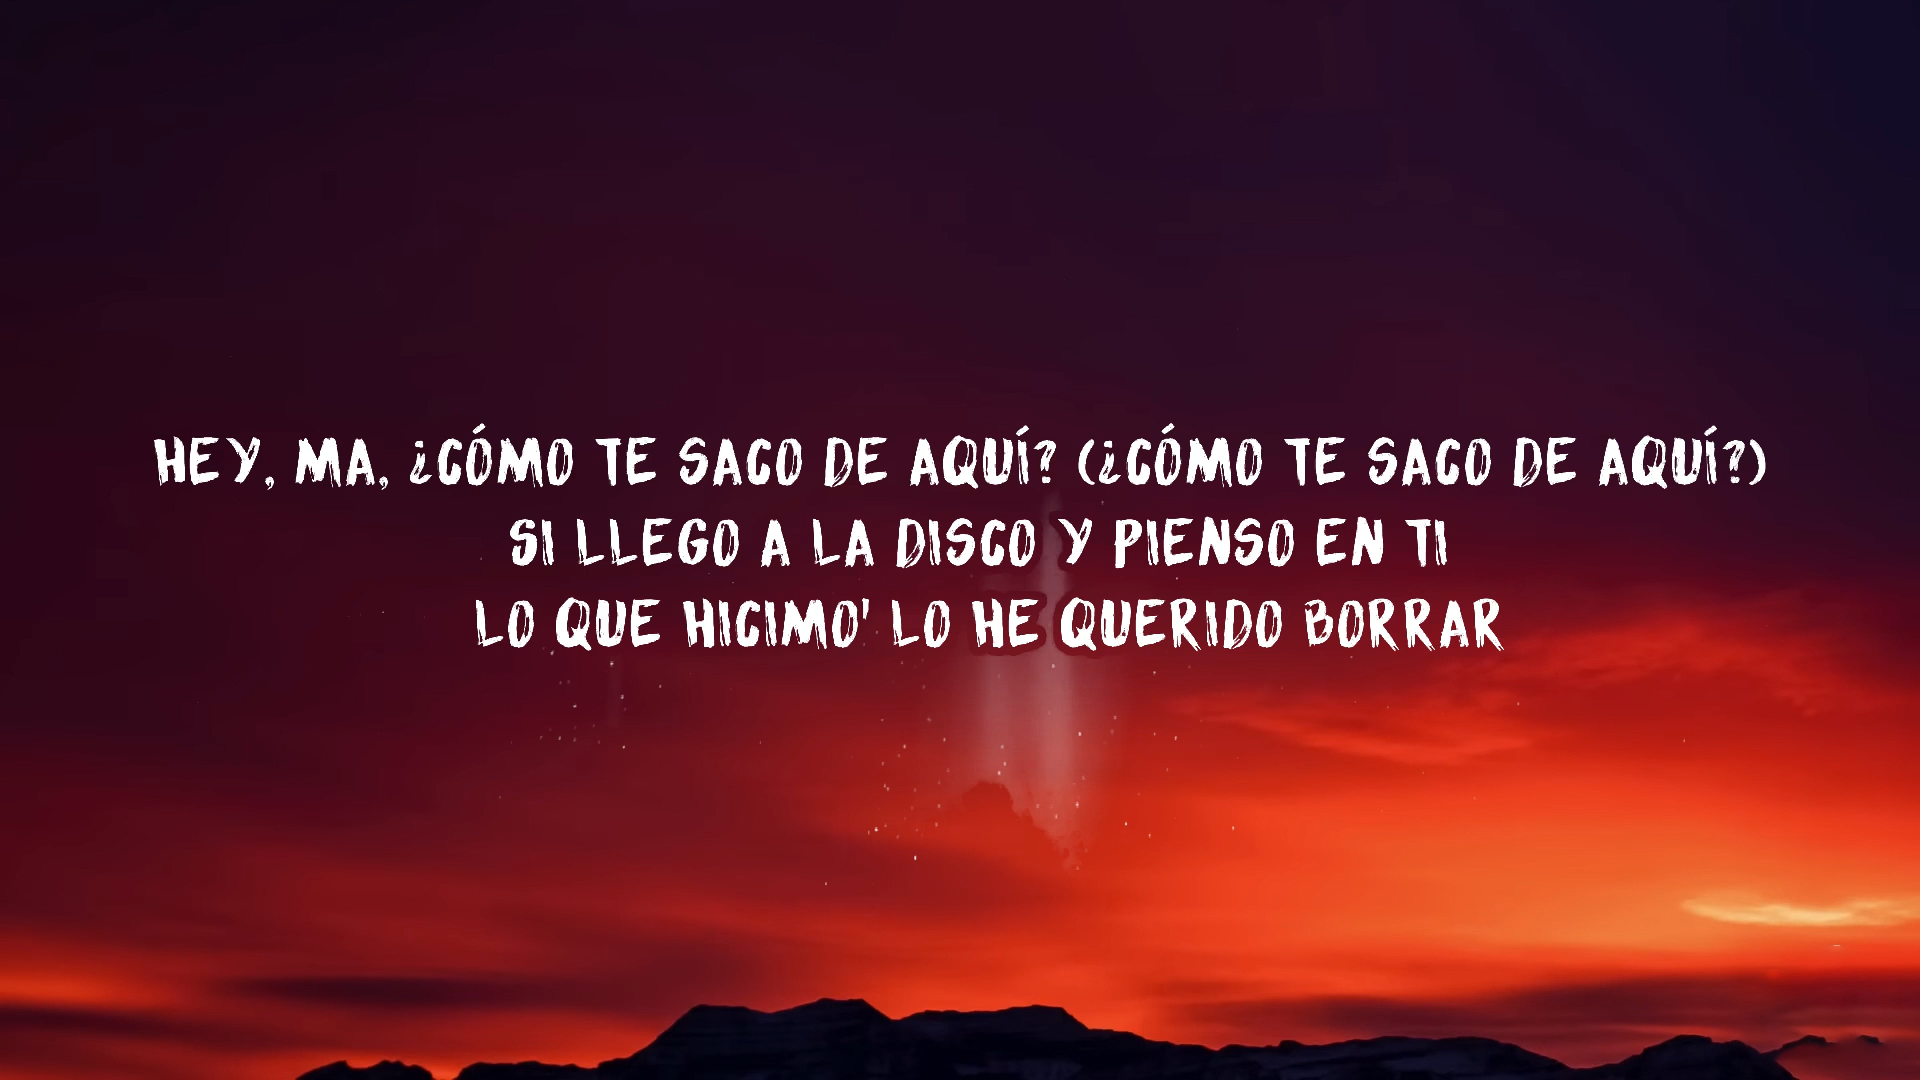 HEY, MA, ¿CÓMO TE SACO DE AQUÍ? (¿CÓMO TE SACO DE AQUÍ?)
SI LLEGO A LA DISCO Y PIENSO EN TI
LO QUE HICIMO' LO HE QUERIDO BORRAR